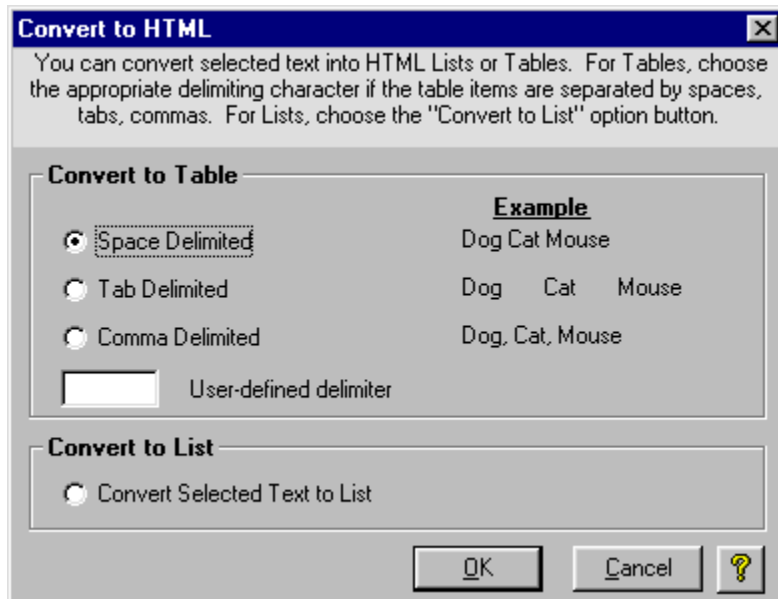 Convert to HTML
You can convert selected text into HTML Lists or Tables. For Tables, choose
the appropriate delimiting character if the table items are separated by spaces,
tabs, commas. For Lists, choose the "Convert to List" option button.
Convert to Table
Example
Space Delimited Dog Cat Mouse
Tab Delimited Dog Cat Mouse
Comma Delimited Dog, Cat, Mouse
User-defined delimiter
Convert to List
Convert Selected Text to List
OK Cancel ?